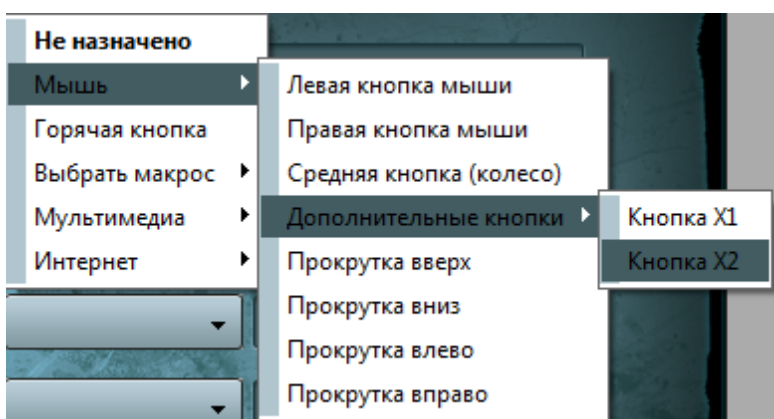 Не назначено
Мышь
Горячая кнопка
Выбрать макрос
Мультимедиа
Интернет
Левая кнопка мыши
Правая кнопка мыши
Средняя кнопка (колесо)
Дополнительные кнопки
Прокрутка вверх
Прокрутка вниз
Прокрутка влево
Прокрутка вправо
Кнопка X1
Кнопка X2